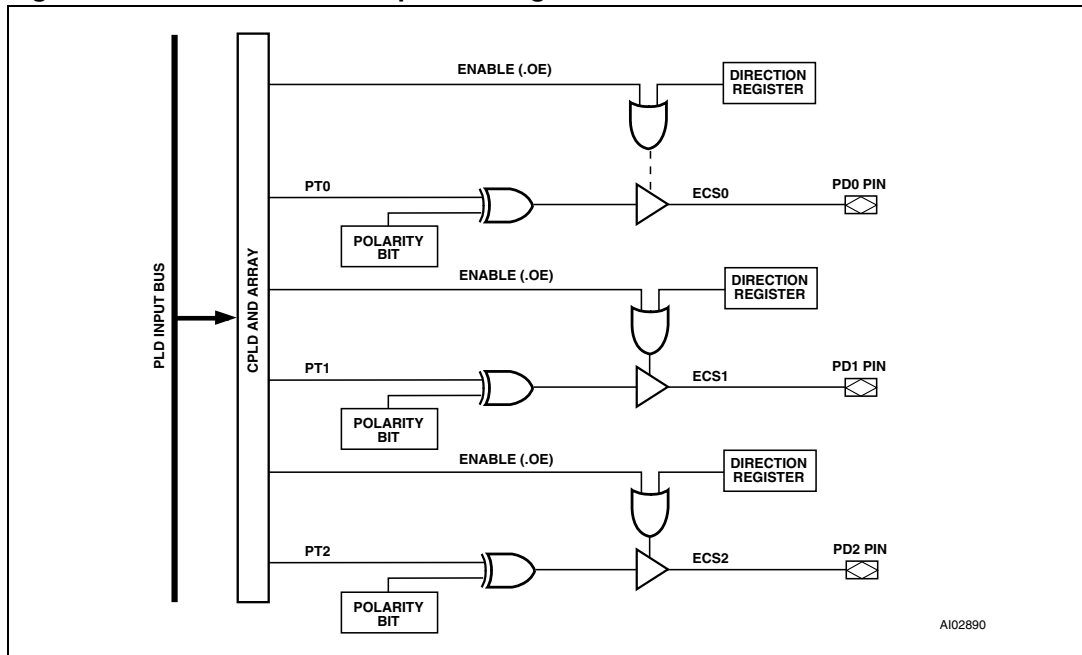 ENABLE (.OE)
DIRECTION
REGISTER
PT0
ECS0
PD0 PIN
POLARITY
BIT
ENABLE (.OE)
DIRECTION
REGISTER
PLD INPUT BUS
CPLD AND ARRAY
PT1
ECS1
PD1 PIN
POLARITY
BIT
ENABLE (.OE)
DIRECTION
REGISTER
PT2
ECS2
PD2 PIN
POLARITY
BIT
AI02890